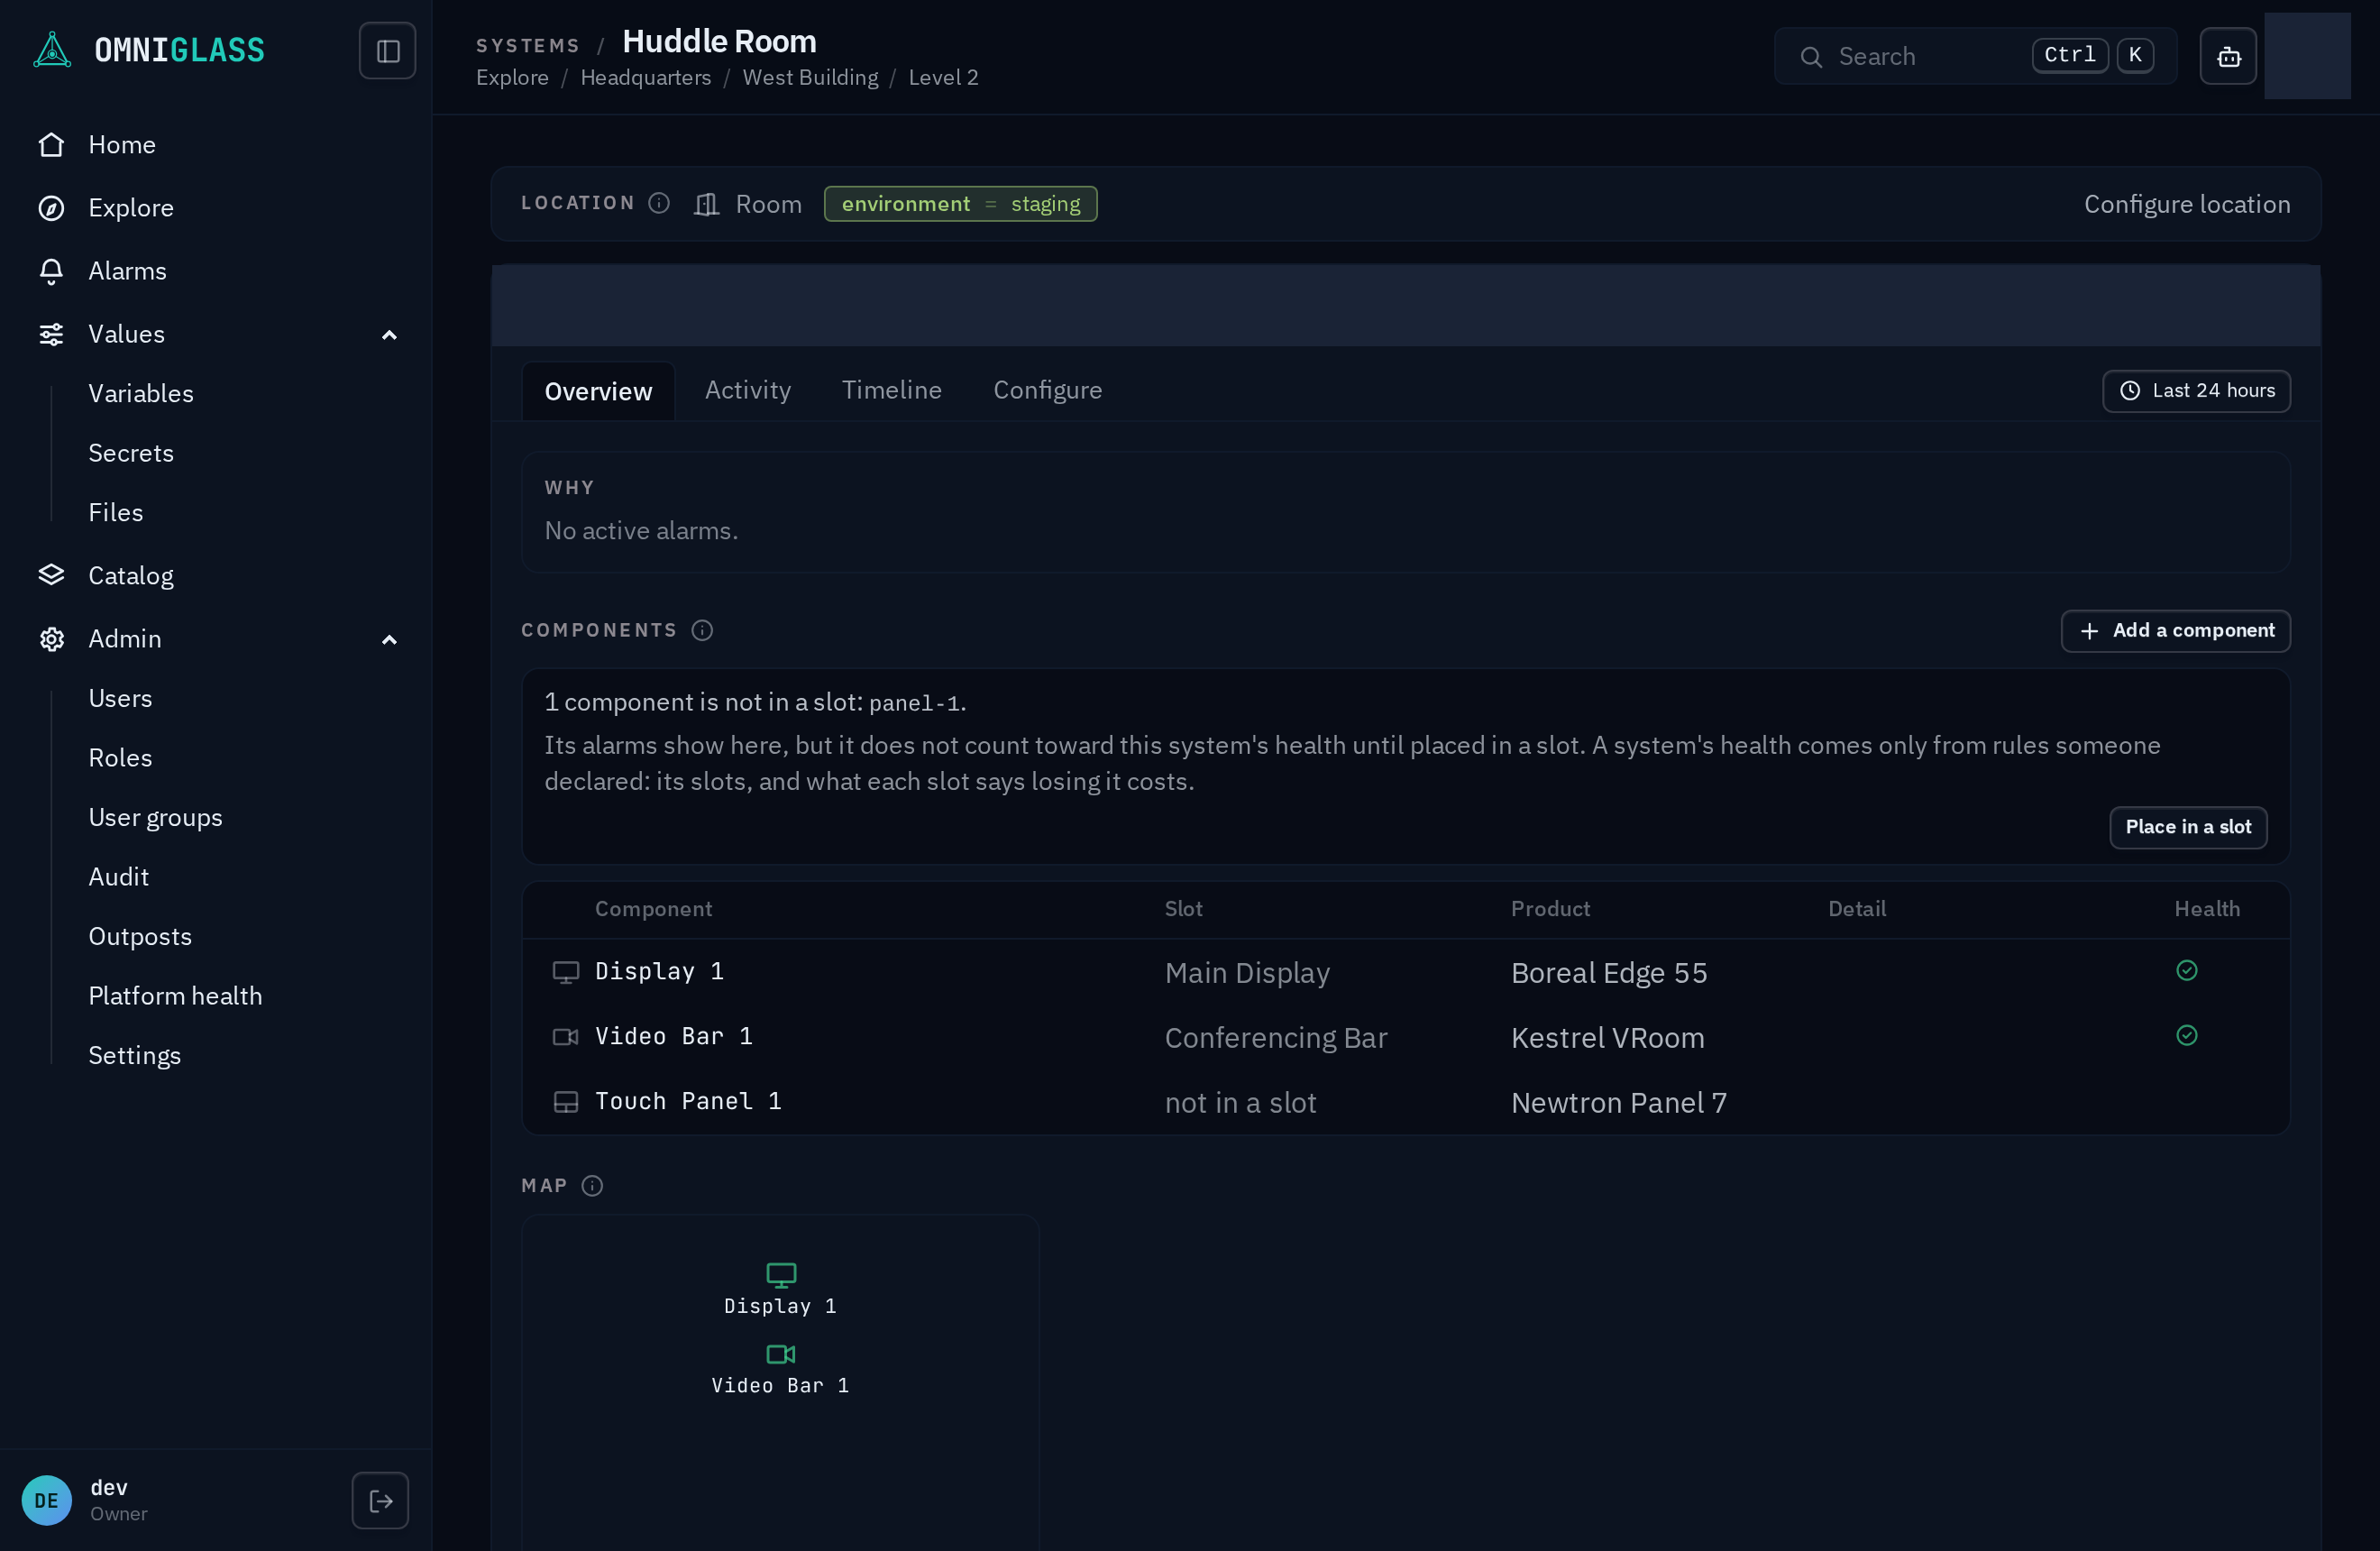 OMNIGLASS
Home
Explore
Alarms
Values
Variables
Secrets
Files
Catalog
Admin
Users
Roles
User groups
Audit
Outposts
Platform health
Settings
DE
dev
Owner
SYSTEMS / Huddle Room
Explore / Headquarters / West Building / Level 2
Search Ctrl K
LOCATION Room environment = staging Configure location
Overview Activity Timeline Configure Last 24 hours
WHY
No active alarms.
COMPONENTS Add a component
1 component is not in a slot: panel-1.
Its alarms show here, but it does not count toward this system's health until placed in a slot. A system's health comes only from rules someone
declared: its slots, and what each slot says losing it costs.
Place in a slot
Component Slot Product Detail Health
Display 1 Main Display Boreal Edge 55
Video Bar 1 Conferencing Bar Kestrel VRoom
Touch Panel 1 not in a slot Newtron Panel 7
MAP
Display 1
Video Bar 1